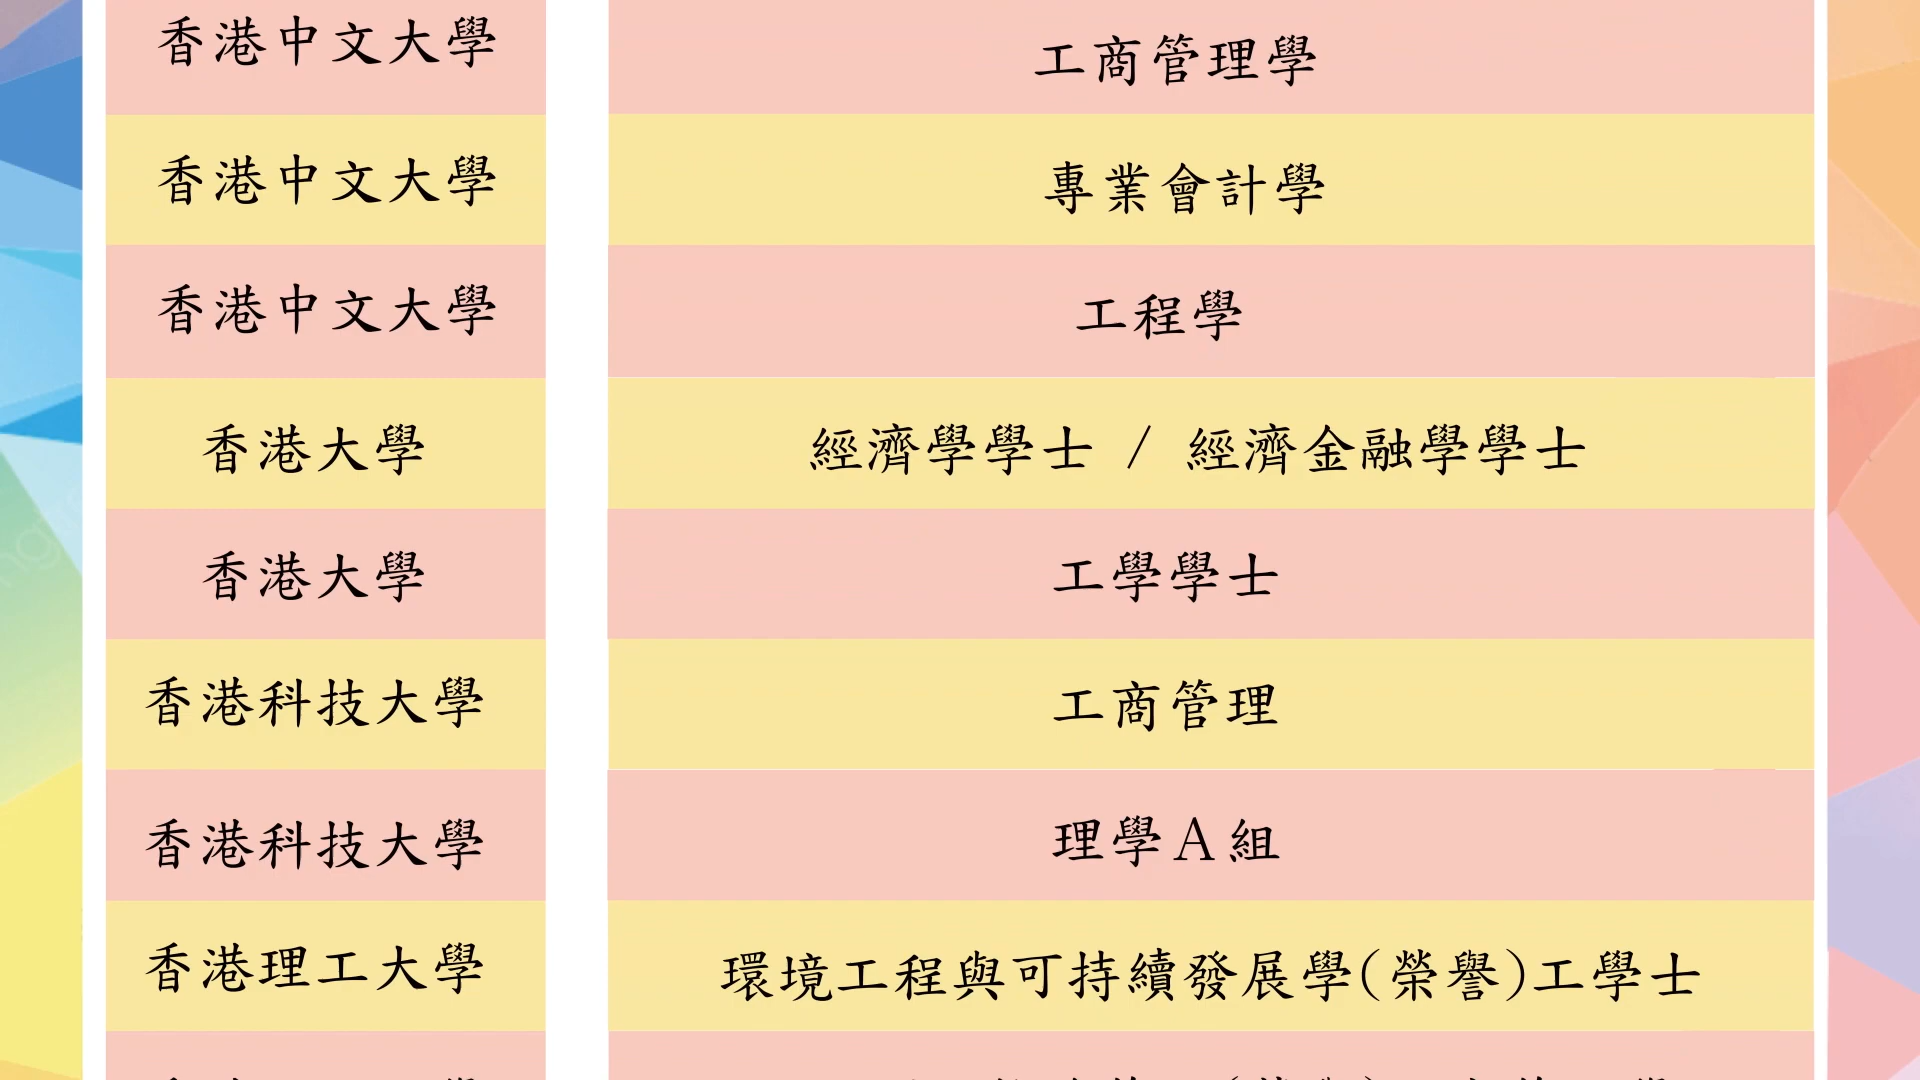 香港中文大學 工商管理學
香港中文大學 專業會計學
香港中文大學 工程學
香港大學 經濟學學士 / 經濟金融學學士
香港大學 工學學士
香港科技大學 工商管理
香港科技大學 理學A組
香港理工大學 環境工程與可持續發展學(榮譽)工學士